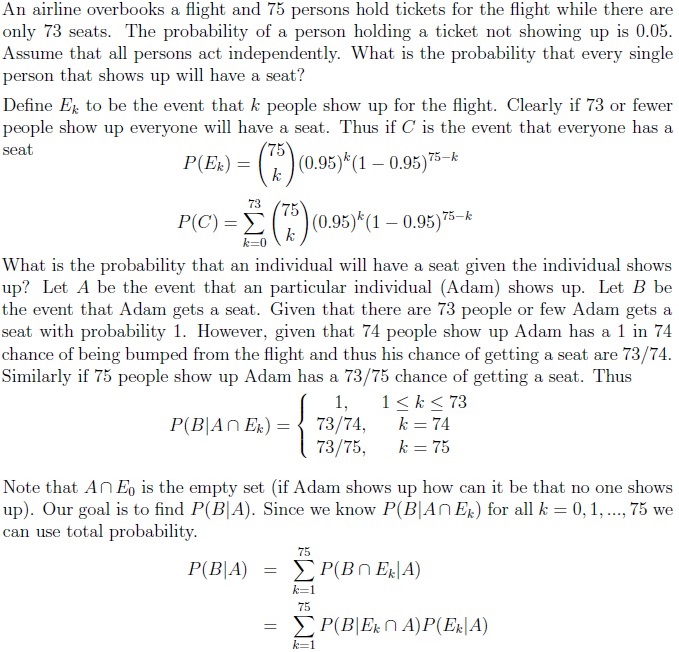 An airline overbooks a flight and 75 persons hold tickets for the flight while there are
only 73 seats. The probability of a person holding a ticket not showing up is 0.05.
Assume that all persons act independently. What is the probability that every single
person that shows up will have a seat?
Define E_k to be the event that k people show up for the flight. Clearly if 73 or fewer
people show up everyone will have a seat. Thus if C is the event that everyone has a
seat
P(E_k) = \binom{75}{k} (0.95)^k (1 − 0.95)^{75−k}
P(C) = \sum_{k=0}^{73} \binom{75}{k} (0.95)^k (1 − 0.95)^{75−k}
What is the probability that an individual will have a seat given the individual shows
up? Let A be the event that an particular individual (Adam) shows up. Let B be
the event that Adam gets a seat. Given that there are 73 people or few Adam gets a
seat with probability 1. However, given that 74 people show up Adam has a 1 in 74
chance of being bumped from the flight and thus his chance of getting a seat are 73/74.
Similarly if 75 people show up Adam has a 73/75 chance of getting a seat. Thus
P(B|A ∩ E_k) = { 1, 1 ≤ k ≤ 73
73/74, k = 74
73/75, k = 75
Note that A ∩ E_0 is the empty set (if Adam shows up how can it be that no one shows
up). Our goal is to find P(B|A). Since we know P(B|A ∩ E_k) for all k = 0, 1, ..., 75 we
can use total probability.
P(B|A) = \sum_{k=1}^{75} P(B ∩ E_k|A)
= \sum_{k=1}^{75} P(B|E_k ∩ A)P(E_k|A)